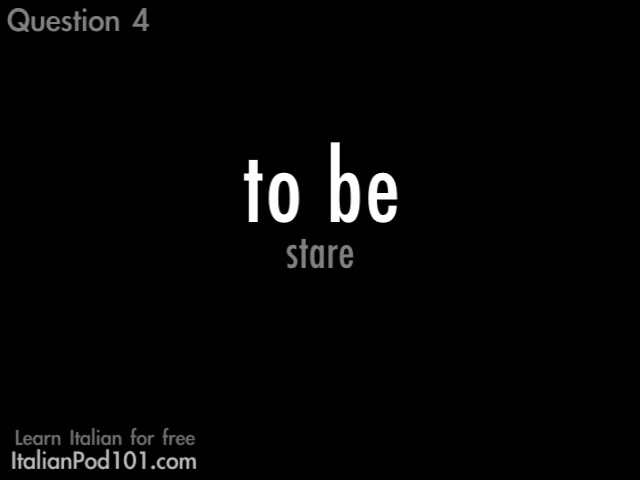 Question 4
to be
stare
Learn Italian for free
ItalianPod101.com